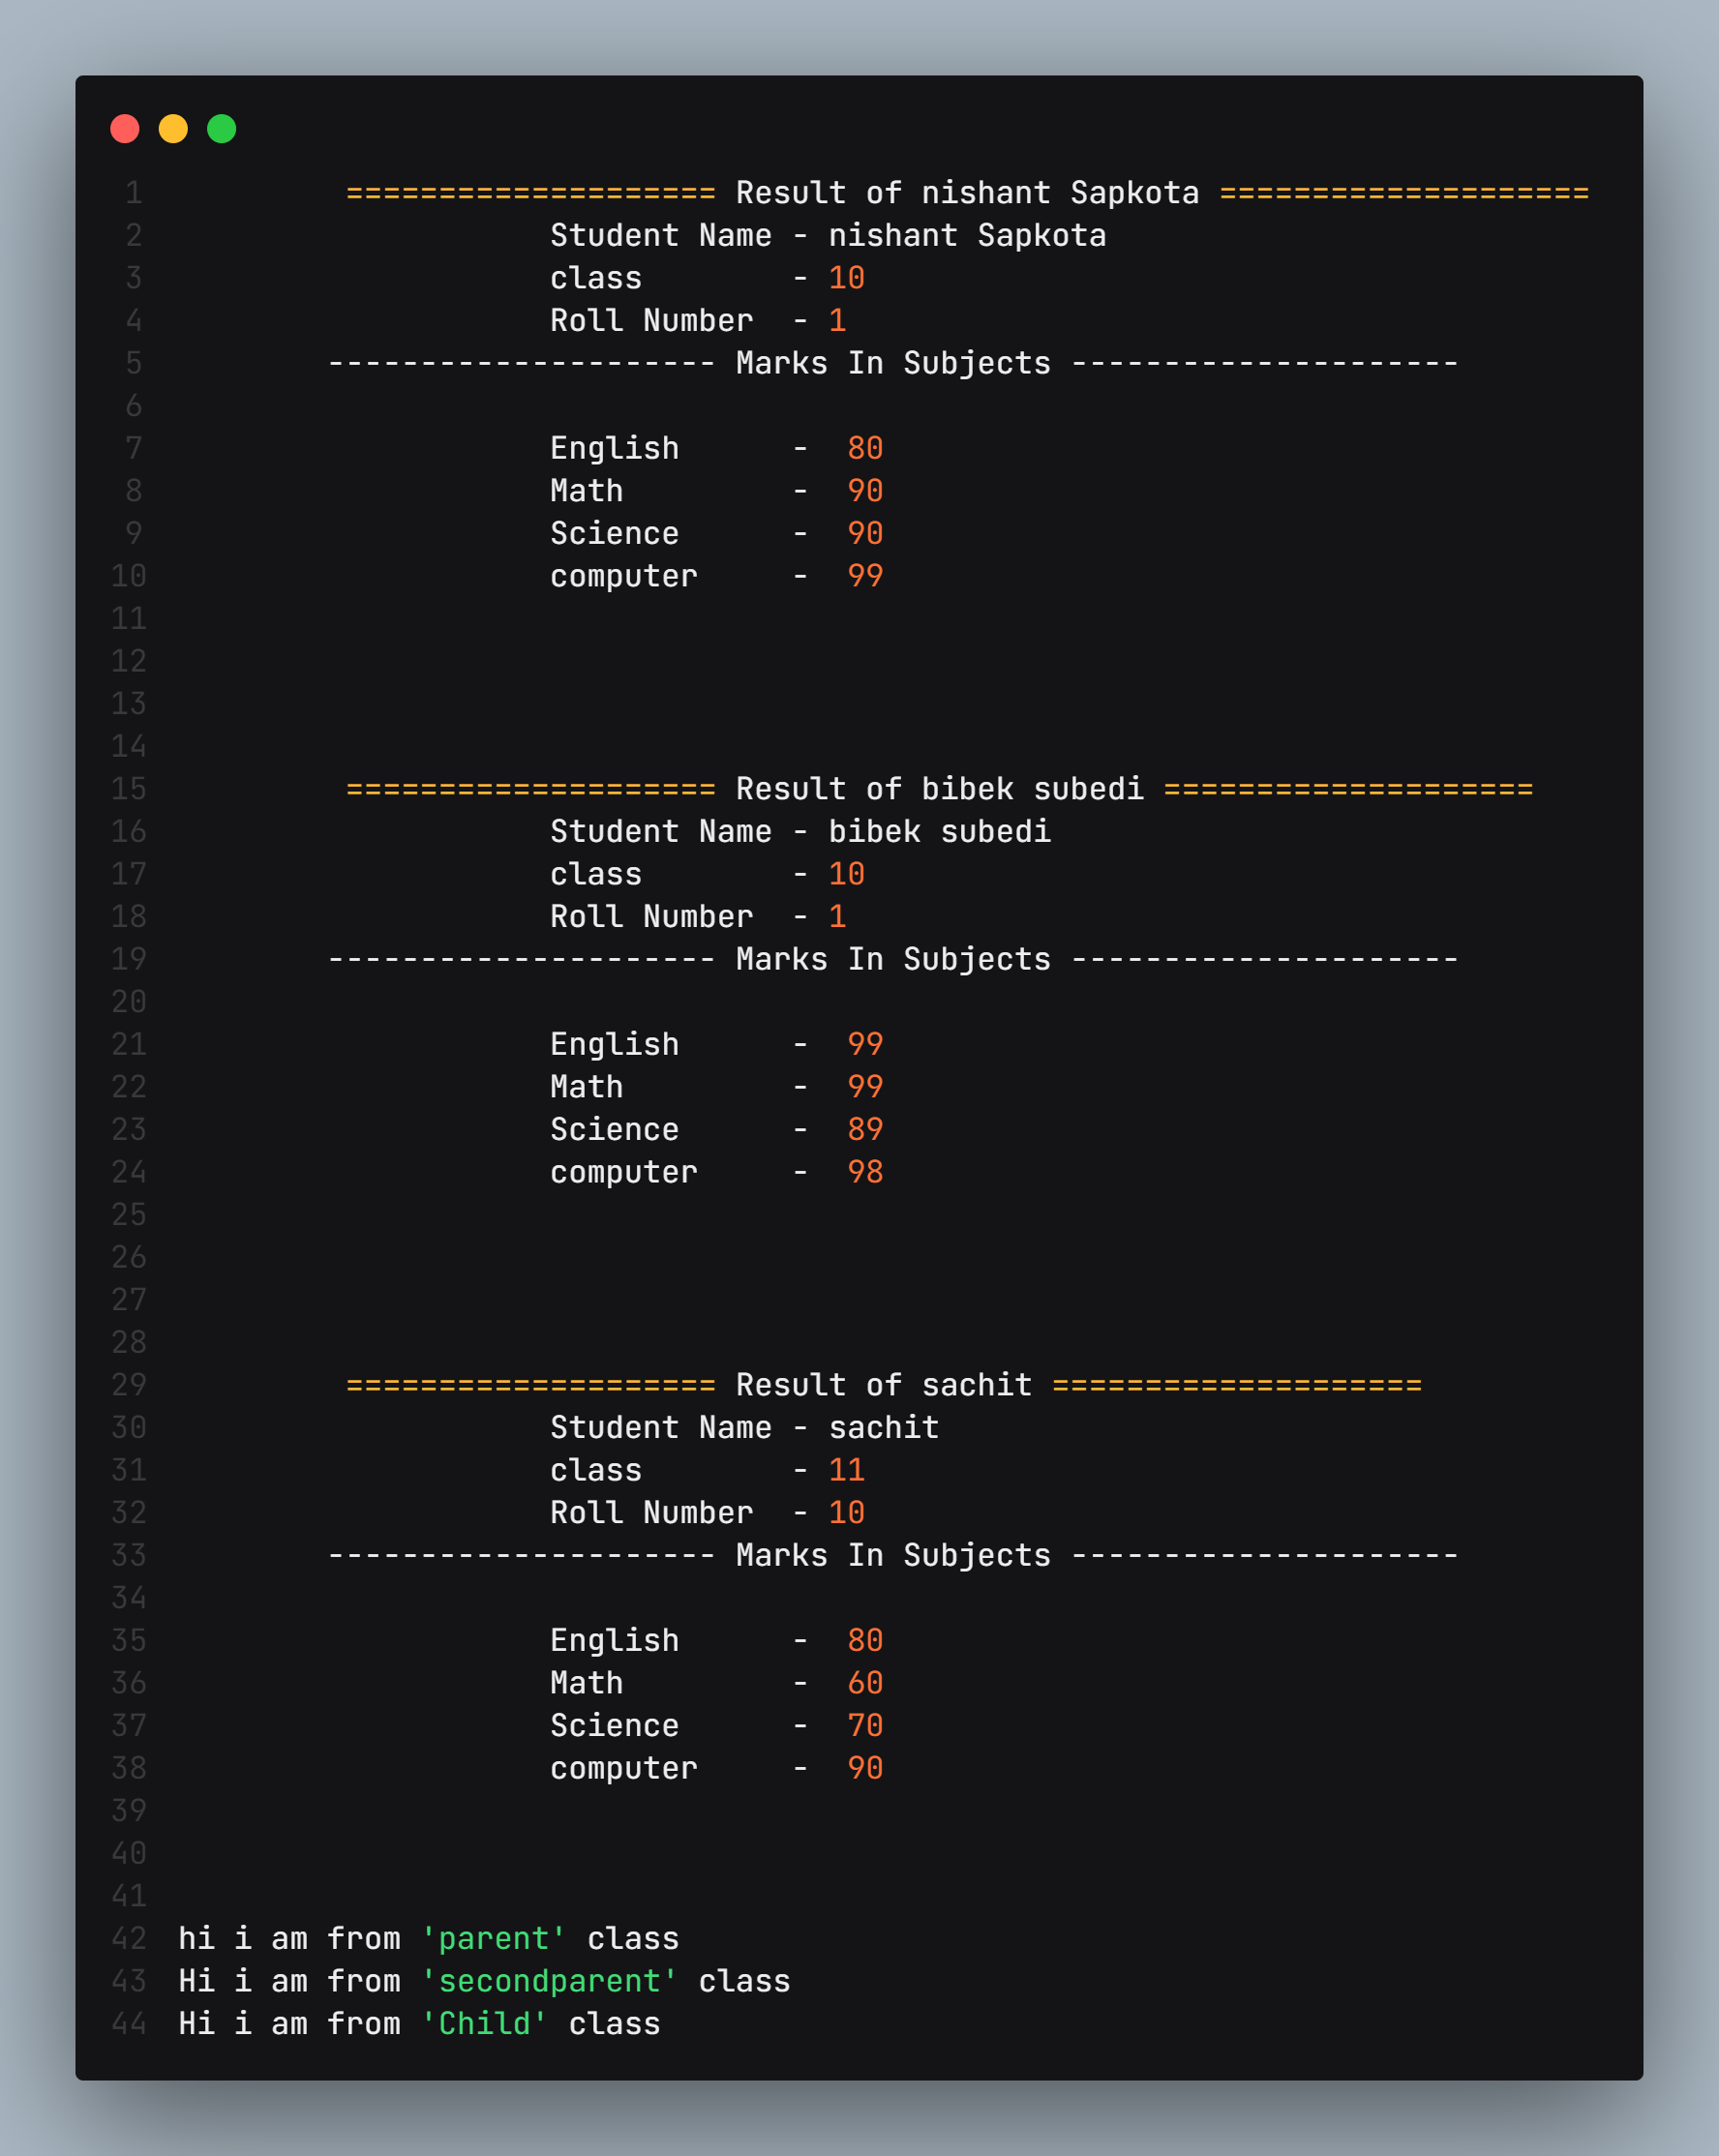 1 ==================== Result of nishant Sapkota ====================
2 Student Name - nishant Sapkota
3 class - 10
4 Roll Number - 1
5 --------------------- Marks In Subjects ---------------------
6
7 English - 80
8 Math - 90
9 Science - 90
10 computer - 99
11
12
13
14
15 ==================== Result of bibek subedi ====================
16 Student Name - bibek subedi
17 class - 10
18 Roll Number - 1
19 --------------------- Marks In Subjects ---------------------
20
21 English - 99
22 Math - 99
23 Science - 89
24 computer - 98
25
26
27
28
29 ==================== Result of sachit ====================
30 Student Name - sachit
31 class - 11
32 Roll Number - 10
33 --------------------- Marks In Subjects ---------------------
34
35 English - 80
36 Math - 60
37 Science - 70
38 computer - 90
39
40
41
42 hi i am from 'parent' class
43 Hi i am from 'secondparent' class
44 Hi i am from 'Child' class